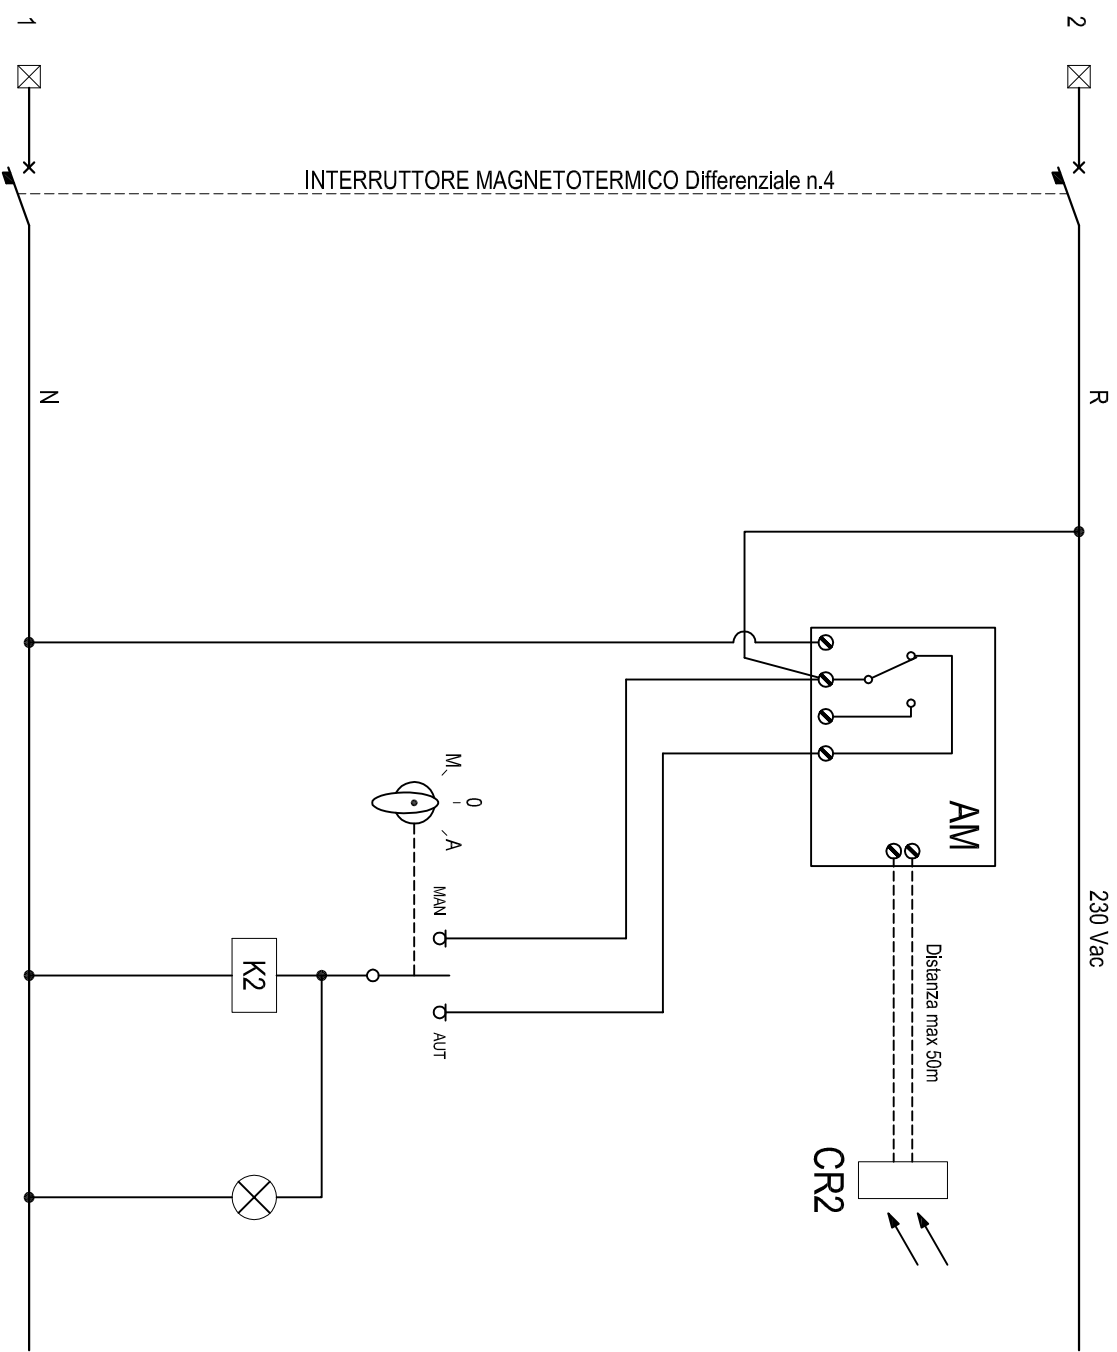 1
2
INTERRUTTORE MAGNETOTERMICO Differenziale n.4
N
R
230 Vac
AM
Distanza max 50m
CR2
M
0
A
MAN
AUT
K2